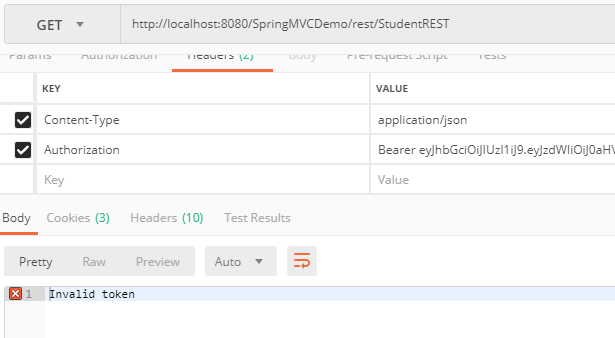 GET http://localhost:8080/SpringMVCDemo/rest/StudentREST
Params Authorization Headers (2) Body Pre-request Script Tests
KEY VALUE
Content-Type application/json
Authorization Bearer eyJhbGciOiJIUzI1iJ9.eyJzdWIiOiJ0aHV
Key Value
Body Cookies (3) Headers (10) Test Results
Pretty Raw Preview Auto
1 Invalid token